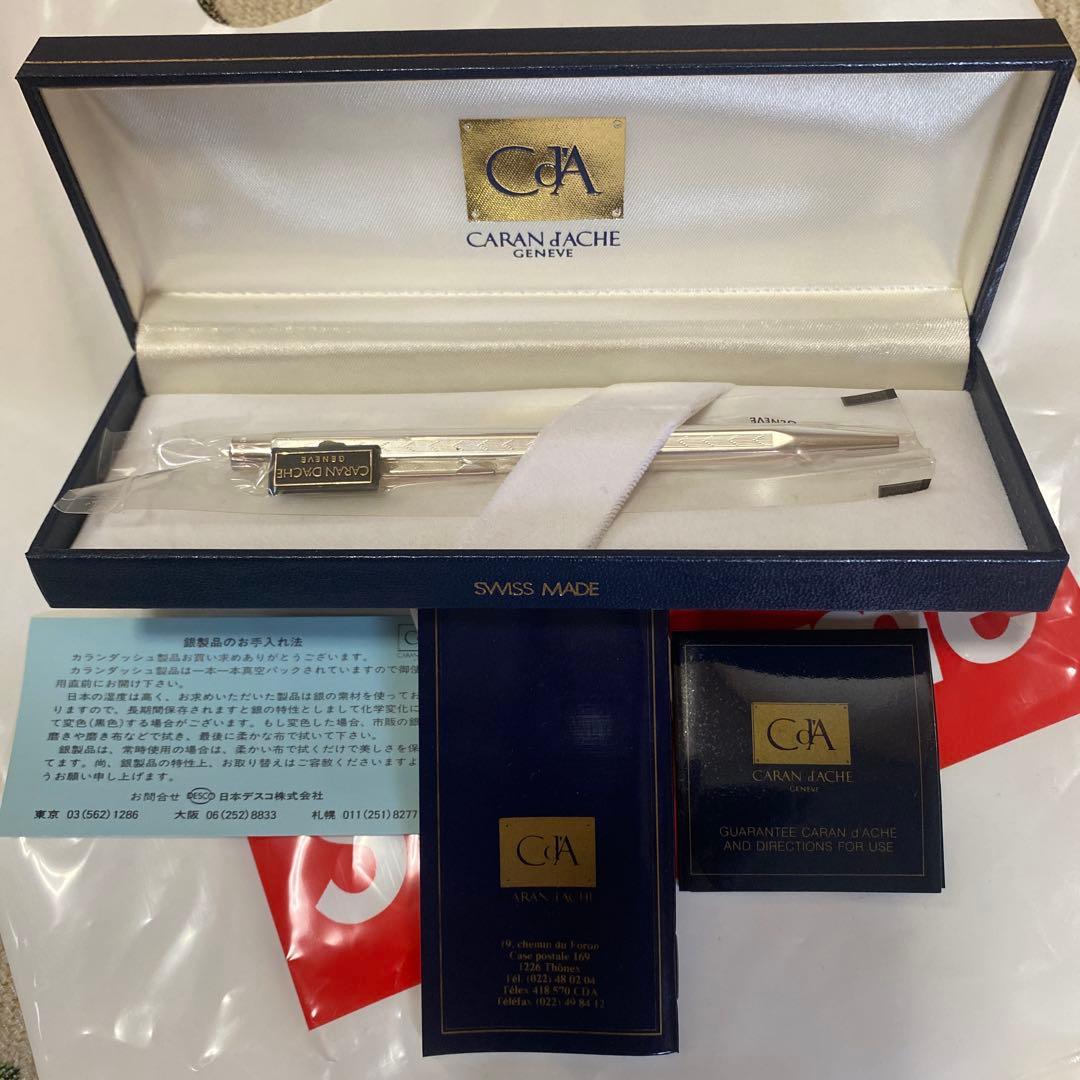 CdA
CARAN d'ACHE
GENEVE
GENEVE
CARAN D'ACHE
GENEVE
SWISS MADE
銀製品のお手入れ法
カランダッシュ製品お買い求めありがとうございます。
カランダッシュ製品は一本一本真空パックされていますので御使
用直前にお開け下さい。
日本の湿度は高く、お求めいただいた製品は銀の素材を使ってお
りますので、長期間保存されますと銀の特性としまして化学変化に
て変色(黒色)する場合がございます。もし変色した場合、市販の銀
磨きや磨き布などで拭き、最後に柔かな布で拭いて下さい。
銀製品は、常時使用の場合は、柔かい布で拭くだけで美しさを保
てます。尚、銀製品の特性上、お取り替えはご容赦くださいますよ
うお願い申し上げます。
お問合せ DESCO 日本デスコ株式会社
東京 03(562)1286 大阪 06(252)8833 札幌 011(251)8277
CdA
ARAN d'ACHE
19, chemin du Foron
Case postale 169
1226 Thônex
Tél. (022) 48 02 04
Télex 418 570 CDA
Téléfax (022) 49 84 12
CdA
CARAN d'ACHE
GENEVE
GUARANTEE CARAN d'ACHE
AND DIRECTIONS FOR USE